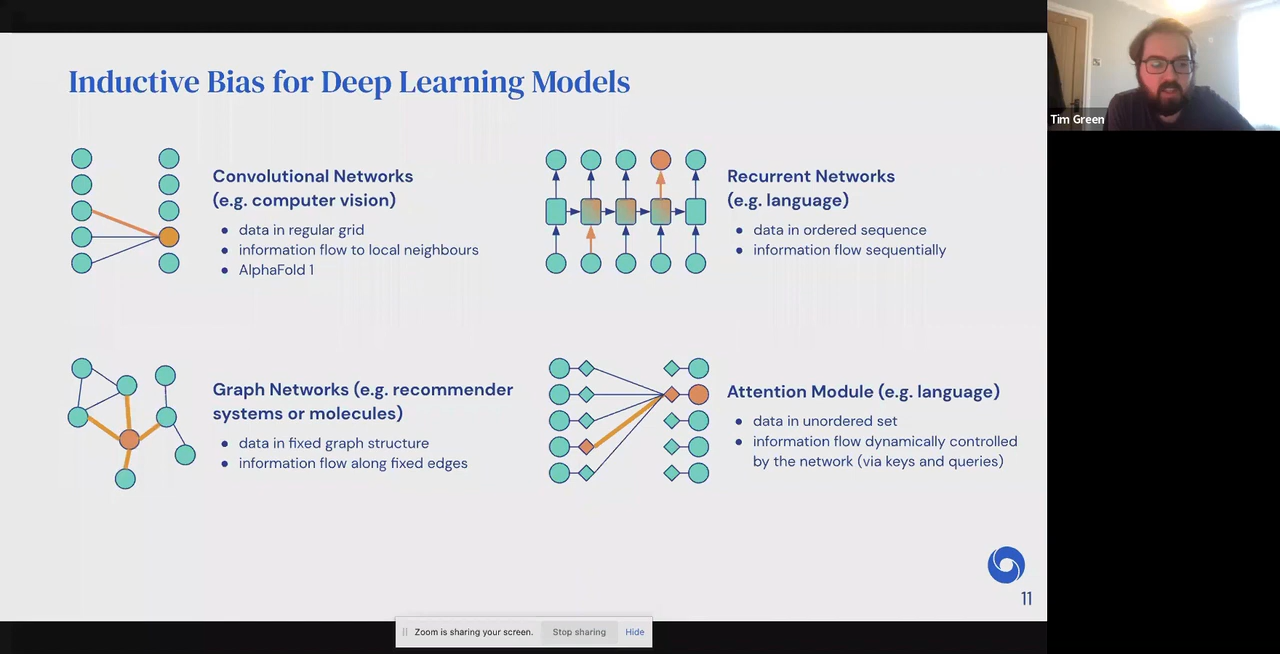 Inductive Bias for Deep Learning Models
Convolutional Networks
(e.g. computer vision)
● data in regular grid
● information flow to local neighbours
● AlphaFold 1
Recurrent Networks
(e.g. language)
● data in ordered sequence
● information flow sequentially
Graph Networks (e.g. recommender
systems or molecules)
● data in fixed graph structure
● information flow along fixed edges
Attention Module (e.g. language)
● data in unordered set
● information flow dynamically controlled
by the network (via keys and queries)
11
Zoom is sharing your screen.
Stop sharing
Hide
Tim Green